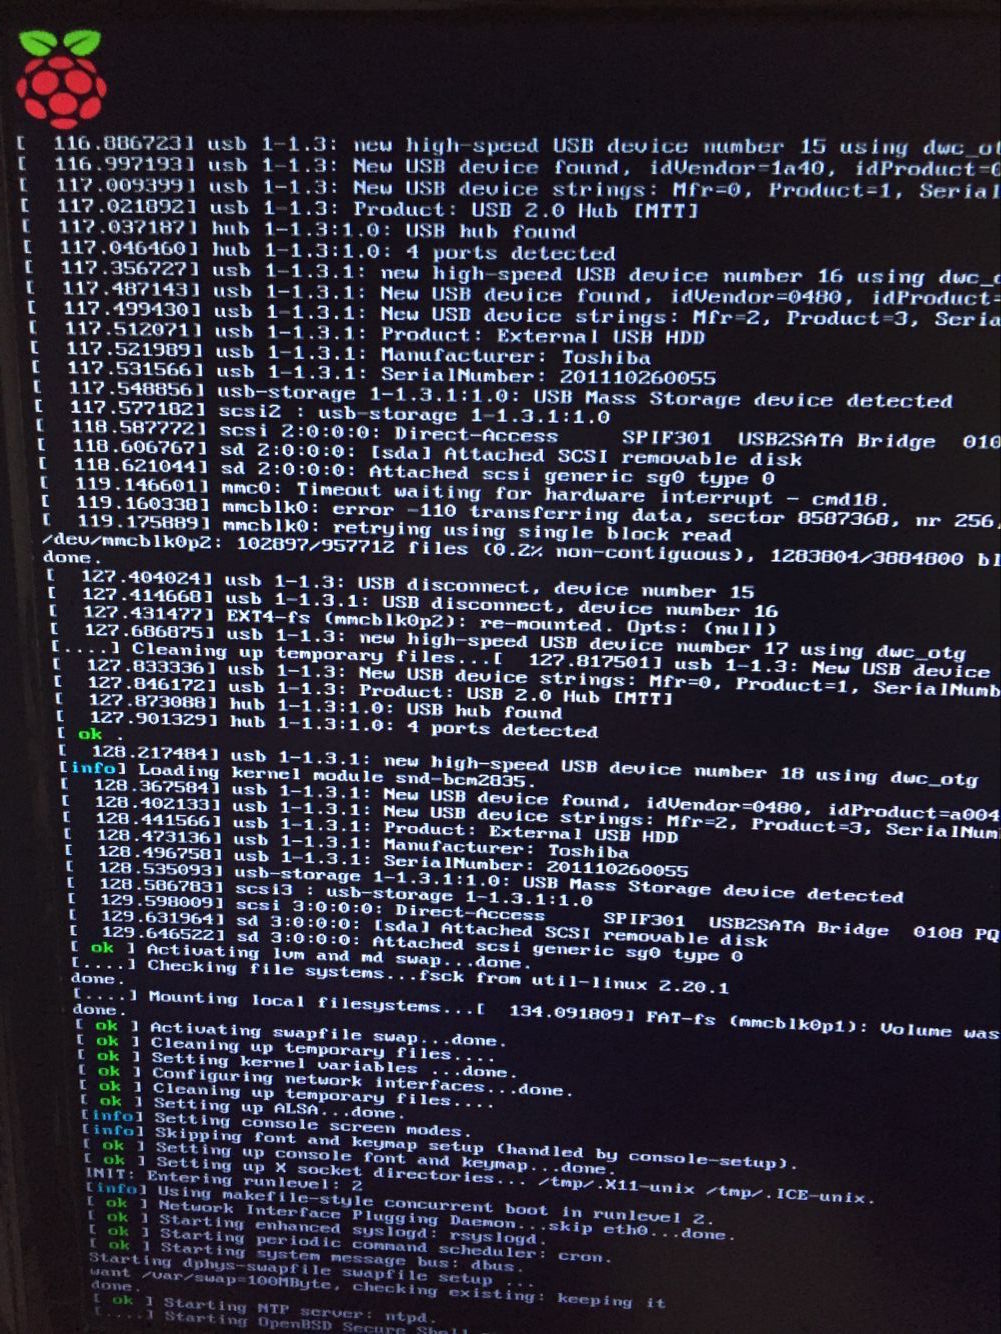 [  116.886723] usb 1-1.3: new high-speed USB device number 15 using dwc_ot
[  116.997193] usb 1-1.3: New USB device found, idVendor=1a40, idProduct=0
[  117.009399] usb 1-1.3: New USB device strings: Mfr=0, Product=1, Serial
[  117.021892] usb 1-1.3: Product: USB 2.0 Hub [MTT]
[  117.037187] hub 1-1.3:1.0: USB hub found
[  117.046460] hub 1-1.3:1.0: 4 ports detected
[  117.356727] usb 1-1.3.1: new high-speed USB device number 16 using dwc_
[  117.487143] usb 1-1.3.1: New USB device found, idVendor=0480, idProduct=
[  117.499430] usb 1-1.3.1: New USB device strings: Mfr=2, Product=3, Seria
[  117.512071] usb 1-1.3.1: Product: External USB HDD
[  117.521989] usb 1-1.3.1: Manufacturer: Toshiba
[  117.531566] usb 1-1.3.1: SerialNumber: 201110260055
[  117.548856] usb-storage 1-1.3.1:1.0: USB Mass Storage device detected
[  117.577182] scsi2 : usb-storage 1-1.3.1:1.0
[  118.587772] scsi 2:0:0:0: Direct-Access     SPIF301  USB2SATA Bridge  010
[  118.606767] sd 2:0:0:0: [sda] Attached SCSI removable disk
[  118.621044] sd 2:0:0:0: Attached scsi generic sg0 type 0
[  119.146601] mmc0: Timeout waiting for hardware interrupt - cmd18.
[  119.160338] mmcblk0: error -110 transferring data, sector 8587368, nr 256,
[  119.175889] mmcblk0: retrying using single block read
/dev/mmcblk0p2: 102897/957712 files (0.2% non-contiguous), 1283804/3884800 bl
done.
[  127.404024] usb 1-1.3: USB disconnect, device number 15
[  127.414668] usb 1-1.3.1: USB disconnect, device number 16
[  127.431477] EXT4-fs (mmcblk0p2): re-mounted. Opts: (null)
[  127.686875] usb 1-1.3: new high-speed USB device number 17 using dwc_otg
[....] Cleaning up temporary files...[  127.817501] usb 1-1.3: New USB device
[  127.833336] usb 1-1.3: New USB device strings: Mfr=0, Product=1, SerialNumb
[  127.846172] usb 1-1.3: Product: USB 2.0 Hub [MTT]
[  127.873088] hub 1-1.3:1.0: USB hub found
[  127.901329] hub 1-1.3:1.0: 4 ports detected
[ ok .
[  128.217484] usb 1-1.3.1: new high-speed USB device number 18 using dwc_otg
[info] Loading kernel module snd-bcm2835.
[  128.367584] usb 1-1.3.1: New USB device found, idVendor=0480, idProduct=a004
[  128.402133] usb 1-1.3.1: New USB device strings: Mfr=2, Product=3, SerialNum
[  128.441566] usb 1-1.3.1: Product: External USB HDD
[  128.473136] usb 1-1.3.1: Manufacturer: Toshiba
[  128.496758] usb 1-1.3.1: SerialNumber: 201110260055
[  128.535093] usb-storage 1-1.3.1:1.0: USB Mass Storage device detected
[  128.586783] scsi3 : usb-storage 1-1.3.1:1.0
[  129.598009] scsi 3:0:0:0: Direct-Access     SPIF301  USB2SATA Bridge  0108 PQ
[  129.631964] sd 3:0:0:0: [sda] Attached SCSI removable disk
[  129.646522] sd 3:0:0:0: Attached scsi generic sg0 type 0
[ ok ] Activating lvm and md swap...done.
[....] Checking file systems...fsck from util-linux 2.20.1
done.
[....] Mounting local filesystems...[  134.091809] FAT-fs (mmcblk0p1): Volume was
done.
[ ok ] Activating swapfile swap...done.
[ ok ] Cleaning up temporary files....
[ ok ] Setting kernel variables ...done.
[ ok ] Configuring network interfaces...done.
[ ok ] Cleaning up temporary files....
[ ok ] Setting up ALSA...done.
[info] Setting console screen modes.
[info] Skipping font and keymap setup (handled by console-setup).
[ ok ] Setting up console font and keymap...done.
[ ok ] Setting up X socket directories... /tmp/.X11-unix /tmp/.ICE-unix.
INIT: Entering runlevel: 2
[info] Using makefile-style concurrent boot in runlevel 2.
[ ok ] Network Interface Plugging Daemon...skip eth0...done.
[ ok ] Starting enhanced syslogd: rsyslogd.
[ ok ] Starting periodic command scheduler: cron.
[ ok ] Starting system message bus: dbus.
Starting dphys-swapfile swapfile setup ...
want /var/swap=100MByte, checking existing: keeping it
done.
[ ok ] Starting NTP server: ntpd.
[....] Starting OpenBSD Secure Shell